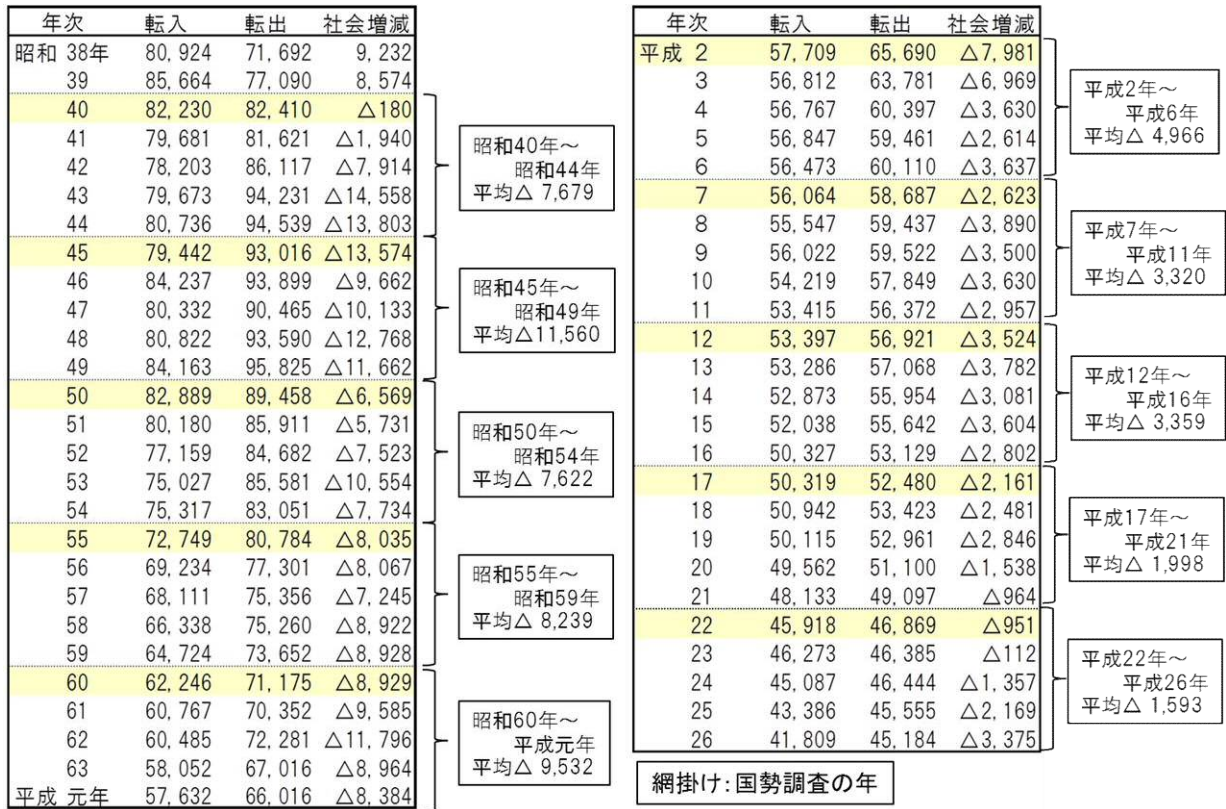 年次 転入 転出 社会増減
昭和 38年 80,924 71,692 9,232
39 85,664 77,090 8,574
40 82,230 82,410 △180
41 79,681 81,621 △1,940
42 78,203 86,117 △7,914
43 79,673 94,231 △14,558
44 80,736 94,539 △13,803
45 79,442 93,016 △13,574
46 84,237 93,899 △9,662
47 80,332 90,465 △10,133
48 80,822 93,590 △12,768
49 84,163 95,825 △11,662
50 82,889 89,458 △6,569
51 80,180 85,911 △5,731
52 77,159 84,682 △7,523
53 75,027 85,581 △10,554
54 75,317 83,051 △7,734
55 72,749 80,784 △8,035
56 69,234 77,301 △8,067
57 68,111 75,356 △7,245
58 66,338 75,260 △8,922
59 64,724 73,652 △8,928
60 62,246 71,175 △8,929
61 60,767 70,352 △9,585
62 60,485 72,281 △11,796
63 58,052 67,016 △8,964
平成 元年 57,632 66,016 △8,384
昭和40年～
昭和44年
平均△ 7,679
昭和45年～
昭和49年
平均△11,560
昭和50年～
昭和54年
平均△ 7,622
昭和55年～
昭和59年
平均△ 8,239
昭和60年～
平成元年
平均△ 9,532
年次 転入 転出 社会増減
平成 2 57,709 65,690 △7,981
3 56,812 63,781 △6,969
4 56,767 60,397 △3,630
5 56,847 59,461 △2,614
6 56,473 60,110 △3,637
7 56,064 58,687 △2,623
8 55,547 59,437 △3,890
9 56,022 59,522 △3,500
10 54,219 57,849 △3,630
11 53,415 56,372 △2,957
12 53,397 56,921 △3,524
13 53,286 57,068 △3,782
14 52,873 55,954 △3,081
15 52,038 55,642 △3,604
16 50,327 53,129 △2,802
17 50,319 52,480 △2,161
18 50,942 53,423 △2,481
19 50,115 52,961 △2,846
20 49,562 51,100 △1,538
21 48,133 49,097 △964
22 45,918 46,869 △951
23 46,273 46,385 △112
24 45,087 46,444 △1,357
25 43,386 45,555 △2,169
26 41,809 45,184 △3,375
平成2年～
平成6年
平均△ 4,966
平成7年～
平成11年
平均△ 3,320
平成12年～
平成16年
平均△ 3,359
平成17年～
平成21年
平均△ 1,998
平成22年～
平成26年
平均△ 1,593
網掛け：国勢調査の年